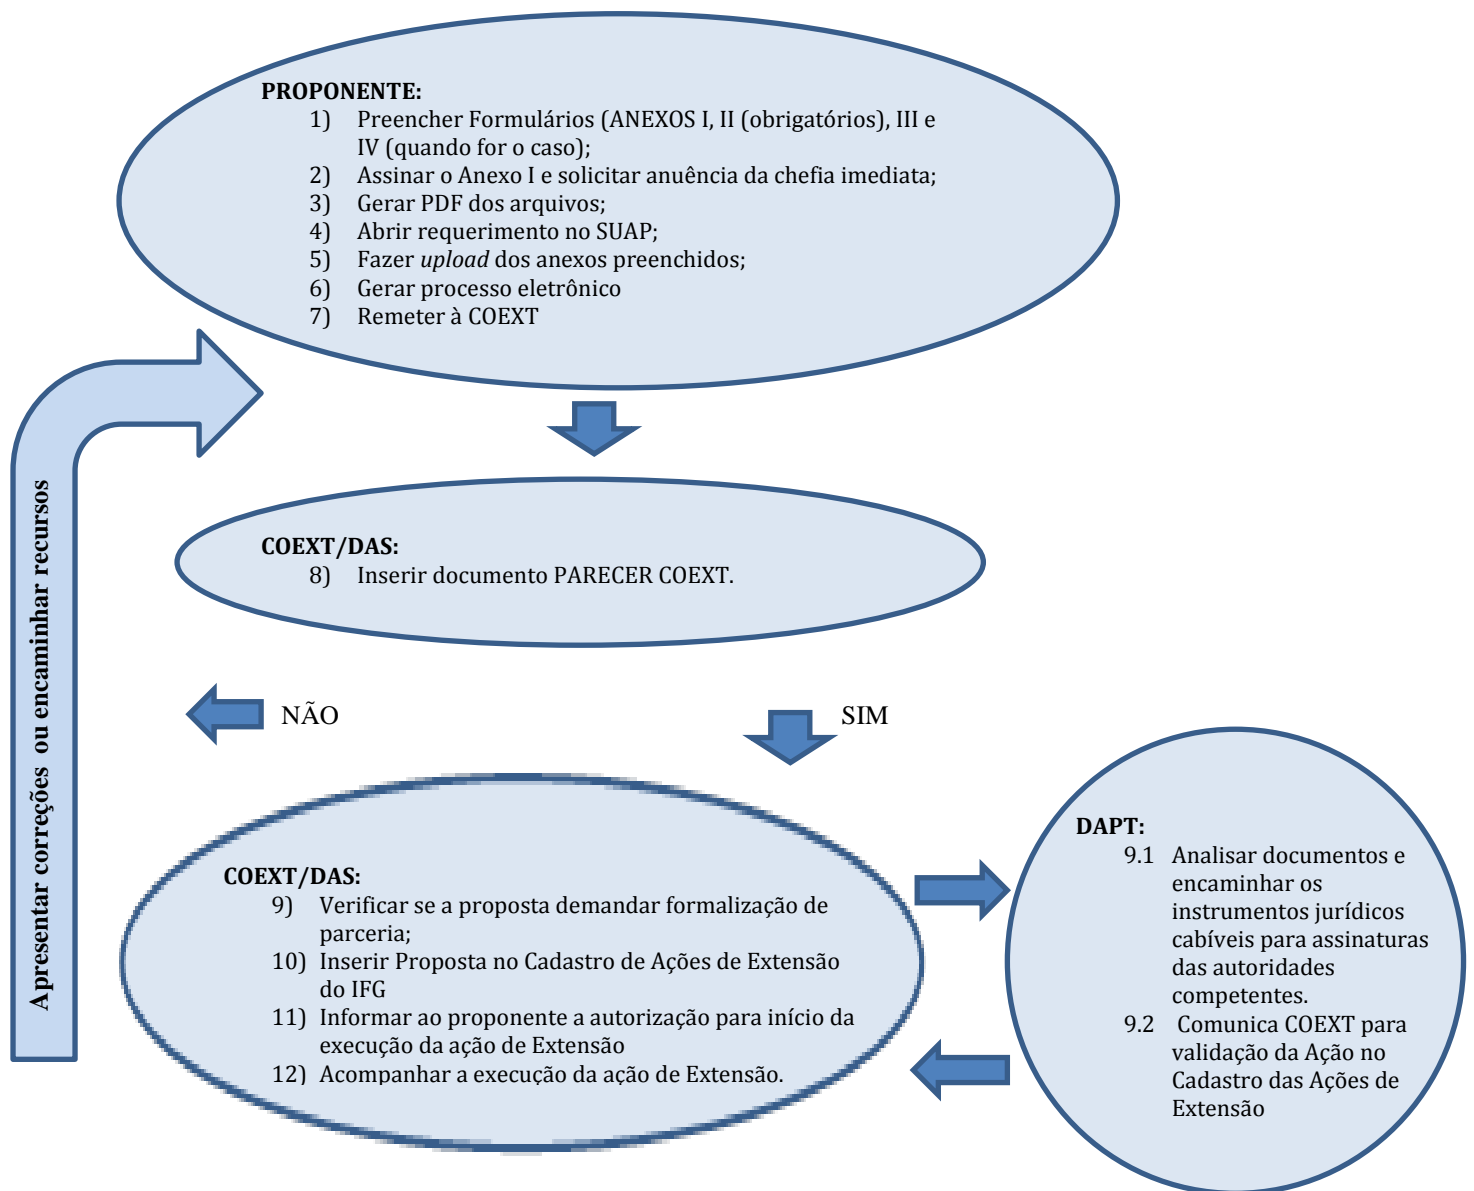 PROPONENTE:
1) Preencher Formulários (ANEXOS I, II (obrigatórios), III e
IV (quando for o caso);
2) Assinar o Anexo I e solicitar anuência da chefia imediata;
3) Gerar PDF dos arquivos;
4) Abrir requerimento no SUAP;
5) Fazer upload dos anexos preenchidos;
6) Gerar processo eletrônico
7) Remeter à COEXT
Apresentar correções ou encaminhar recursos
COEXT/DAS:
8) Inserir documento PARECER COEXT.
NÃO
SIM
COEXT/DAS:
9) Verificar se a proposta demandar formalização de
parceria;
10) Inserir Proposta no Cadastro de Ações de Extensão
do IFG
11) Informar ao proponente a autorização para início da
execução da ação de Extensão
12) Acompanhar a execução da ação de Extensão.
DAPT:
9.1 Analisar documentos e
encaminhar os
instrumentos jurídicos
cabíveis para assinaturas
das autoridades
competentes.
9.2 Comunica COEXT para
validação da Ação no
Cadastro das Ações de
Extensão